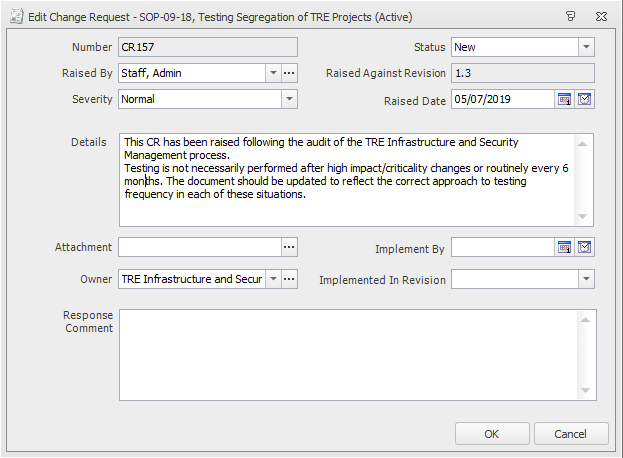 Edit Change Request - SOP-09-18, Testing Segregation of TRE Projects (Active)
Number CR157 Status New
Raised By Staff, Admin Raised Against Revision 1.3
Severity Normal Raised Date 05/07/2019
Details
This CR has been raised following the audit of the TRE Infrastructure and Security
Management process.
Testing is not necessarily performed after high impact/criticality changes or routinely every 6
months. The document should be updated to reflect the correct approach to testing
frequency in each of these situations.
Attachment Implement By
Owner TRE Infrastructure and Secur Implemented In Revision
Response
Comment
OK Cancel